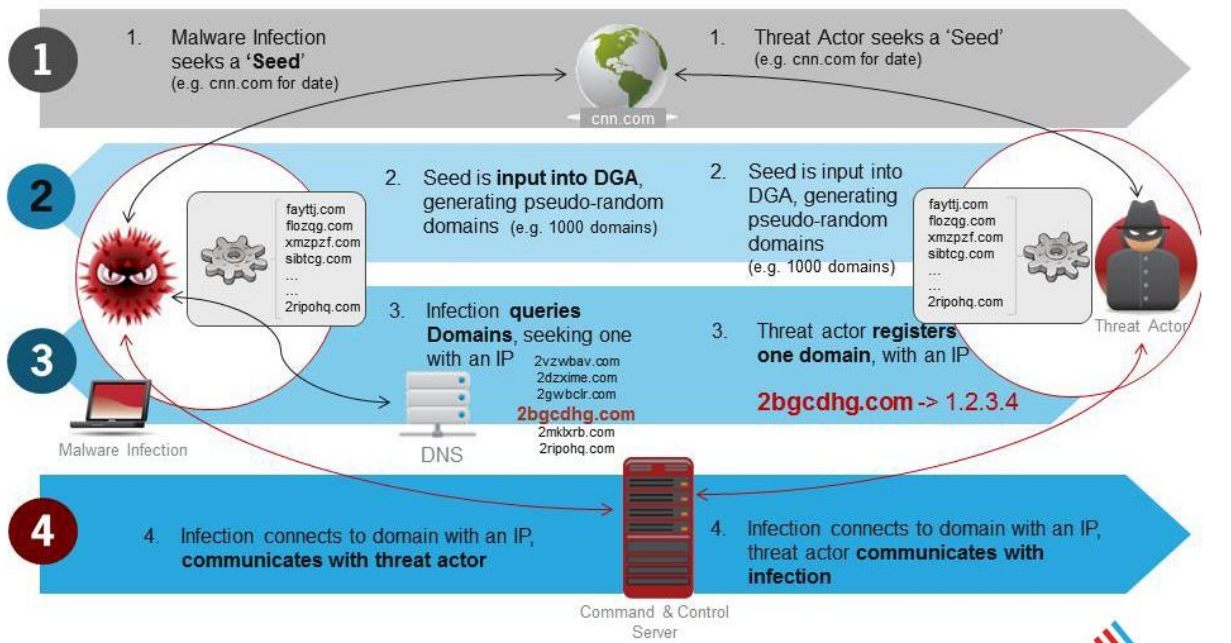 1
1. Malware Infection
seeks a ‘Seed’
(e.g. cnn.com for date)
cnn.com
1. Threat Actor seeks a ‘Seed’
(e.g. cnn.com for date)
2
fayttj.com
flozqg.com
xmzpzf.com
sibtcg.com
...
...
2ripohq.com
2. Seed is input into DGA,
generating pseudo-random
domains (e.g. 1000 domains)
2. Seed is input into
DGA, generating
pseudo-random
domains
(e.g. 1000 domains)
fayttj.com
flozqg.com
xmzpzf.com
sibtcg.com
...
...
2ripohq.com
Threat Actor
3
Malware Infection
3. Infection queries
Domains, seeking one
with an IP
2vzwbav.com
2dzxime.com
2gwbclr.com
2bgcdhg.com
2mklxrb.com
2ripohq.com
DNS
3. Threat actor registers
one domain, with an IP
2bgcdhg.com -> 1.2.3.4
4
4. Infection connects to domain with an IP,
communicates with threat actor
4. Infection connects to domain with an IP,
threat actor communicates with
infection
Command & Control
Server